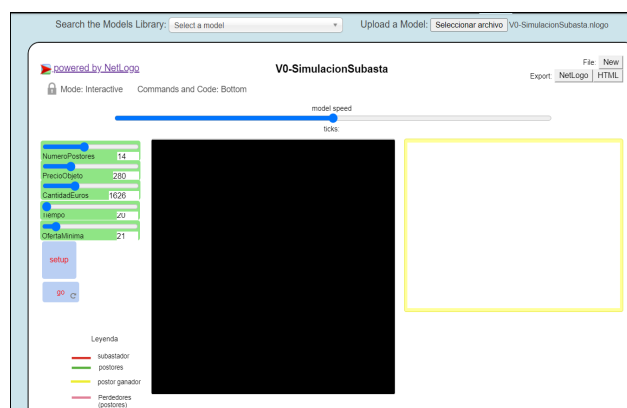 Search the Models Library: Select a model Upload a Model: Seleccionar archivo V0-SimulacionSubasta.nlogo
powered by NetLogo V0-SimulacionSubasta File: New
Export: NetLogo HTML
Mode: Interactive Commands and Code: Bottom
model speed
ticks:
NumeroPostores 14
PrecioObjeto 280
CantidadEuros 1626
Tiempo 20
OfertaMinima 21
setup
go
Leyenda
subastador
postores
postor ganador
Perdedores
(postores)